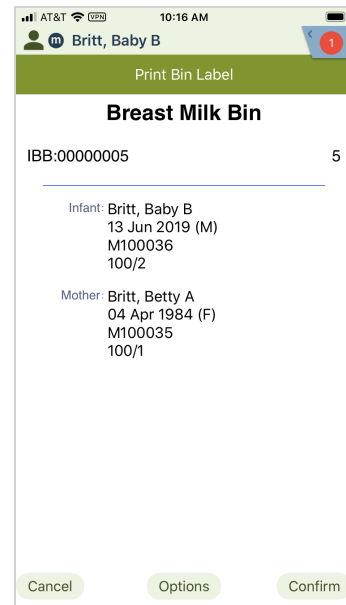 AT&T VPN 10:16 AM
m Britt, Baby B
1
Print Bin Label
Breast Milk Bin
IBB:00000005 5
Infant: Britt, Baby B
13 Jun 2019 (M)
M100036
100/2
Mother: Britt, Betty A
04 Apr 1984 (F)
M100035
100/1
Cancel Options Confirm